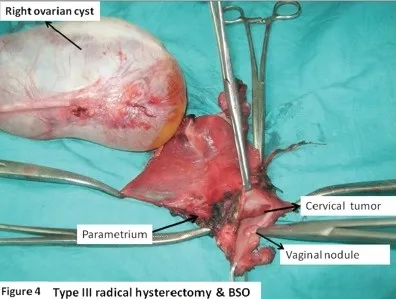 Right ovarian cyst
Cervical tumor
Parametrium
Vaginal nodule
Figure 4 Type III radical hysterectomy & BSO